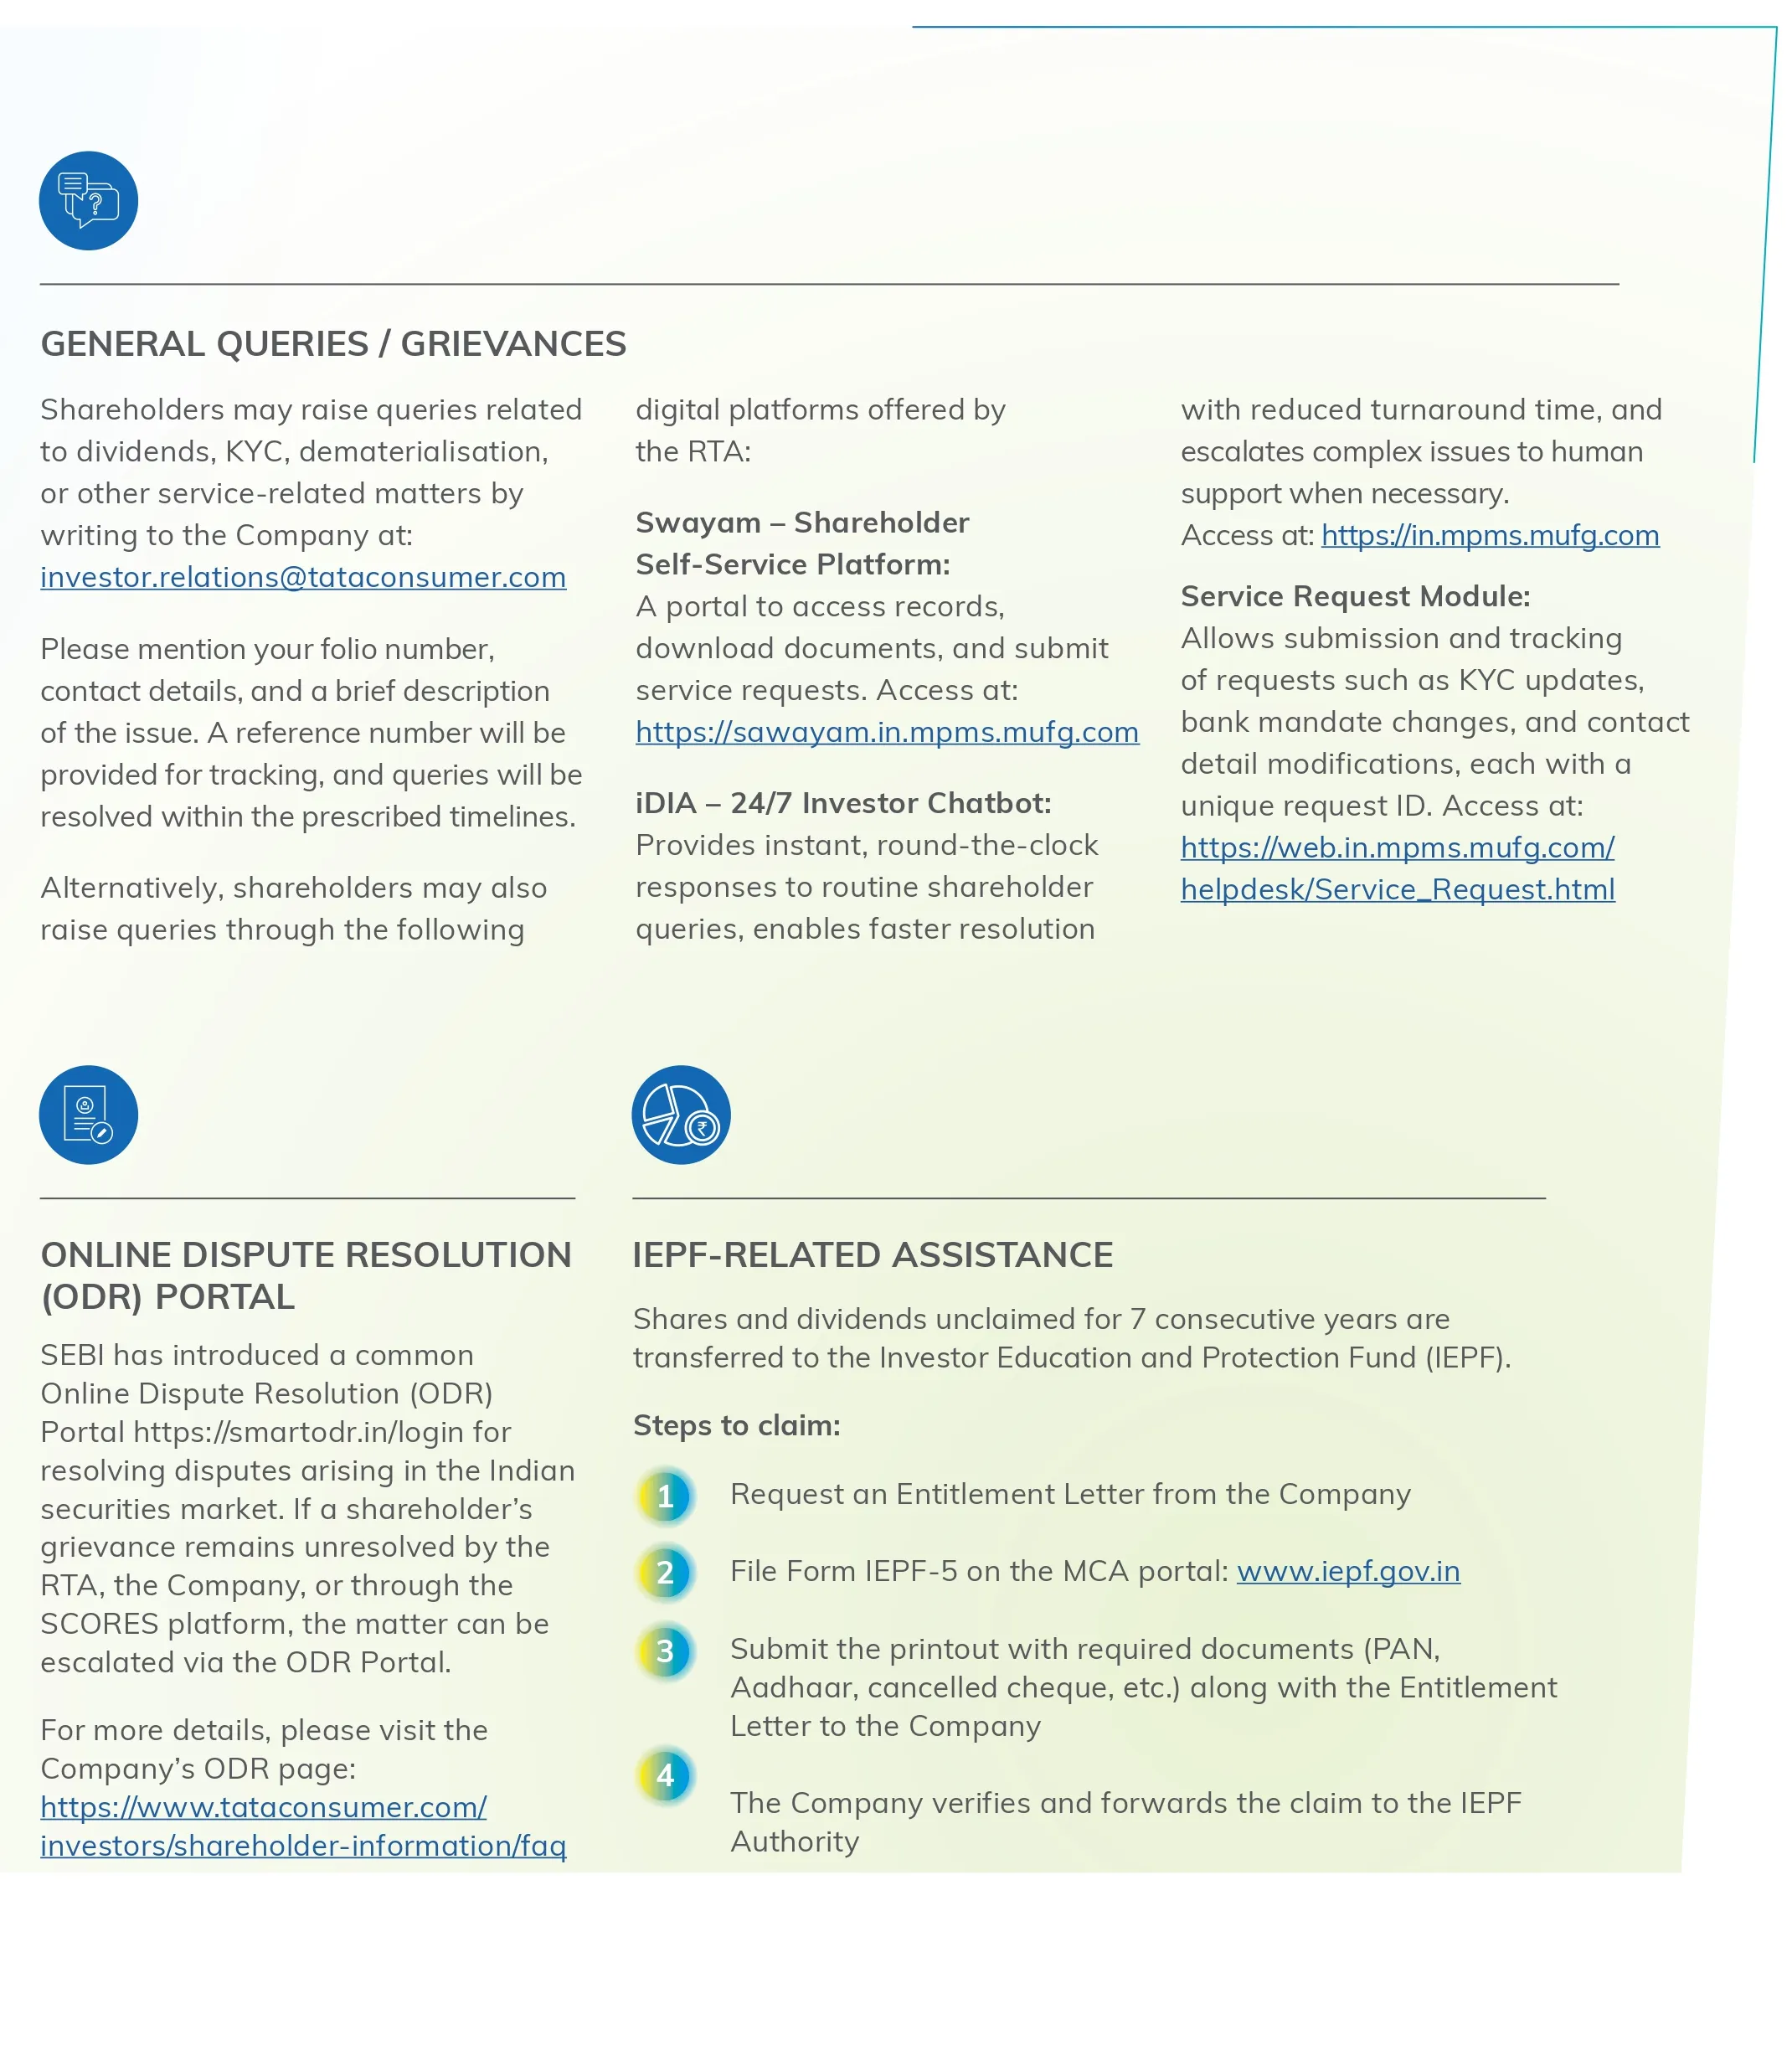 GENERAL QUERIES / GRIEVANCES
Shareholders may raise queries related
to dividends, KYC, dematerialisation,
or other service-related matters by
writing to the Company at:
investor.relations@tataconsumer.com
Please mention your folio number,
contact details, and a brief description
of the issue. A reference number will be
provided for tracking, and queries will be
resolved within the prescribed timelines.
Alternatively, shareholders may also
raise queries through the following
digital platforms offered by
the RTA:
Swayam – Shareholder
Self-Service Platform:
A portal to access records,
download documents, and submit
service requests. Access at:
https://sawayam.in.mpms.mufg.com
iDIA – 24/7 Investor Chatbot:
Provides instant, round-the-clock
responses to routine shareholder
queries, enables faster resolution
with reduced turnaround time, and
escalates complex issues to human
support when necessary.
Access at: https://in.mpms.mufg.com
Service Request Module:
Allows submission and tracking
of requests such as KYC updates,
bank mandate changes, and contact
detail modifications, each with a
unique request ID. Access at:
https://web.in.mpms.mufg.com/
helpdesk/Service_Request.html
ONLINE DISPUTE RESOLUTION
(ODR) PORTAL
SEBI has introduced a common
Online Dispute Resolution (ODR)
Portal https://smartodr.in/login for
resolving disputes arising in the Indian
securities market. If a shareholder’s
grievance remains unresolved by the
RTA, the Company, or through the
SCORES platform, the matter can be
escalated via the ODR Portal.
For more details, please visit the
Company’s ODR page:
https://www.tataconsumer.com/
investors/shareholder-information/faq
₹
IEPF-RELATED ASSISTANCE
Shares and dividends unclaimed for 7 consecutive years are
transferred to the Investor Education and Protection Fund (IEPF).
Steps to claim:
1 Request an Entitlement Letter from the Company
2 File Form IEPF-5 on the MCA portal: www.iepf.gov.in
3 Submit the printout with required documents (PAN,
Aadhaar, cancelled cheque, etc.) along with the Entitlement
Letter to the Company
4 The Company verifies and forwards the claim to the IEPF
Authority